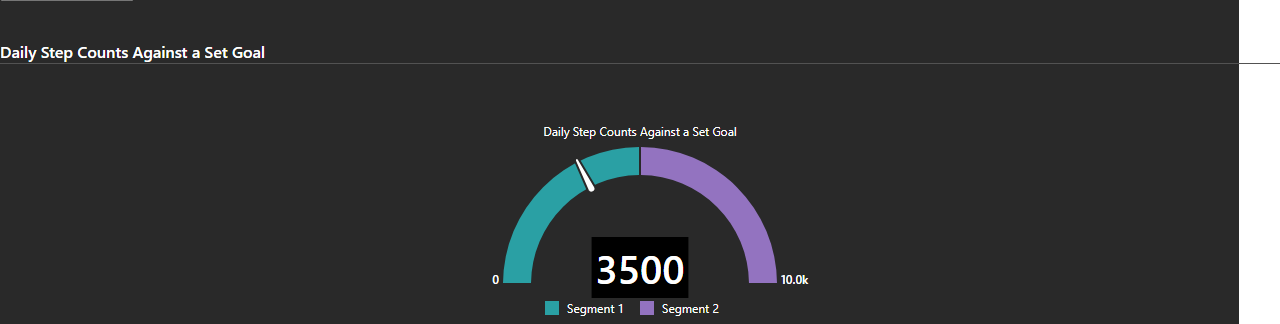 Daily Step Counts Against a Set Goal
Daily Step Counts Against a Set Goal
3500
0
10.0k
Segment 1
Segment 2